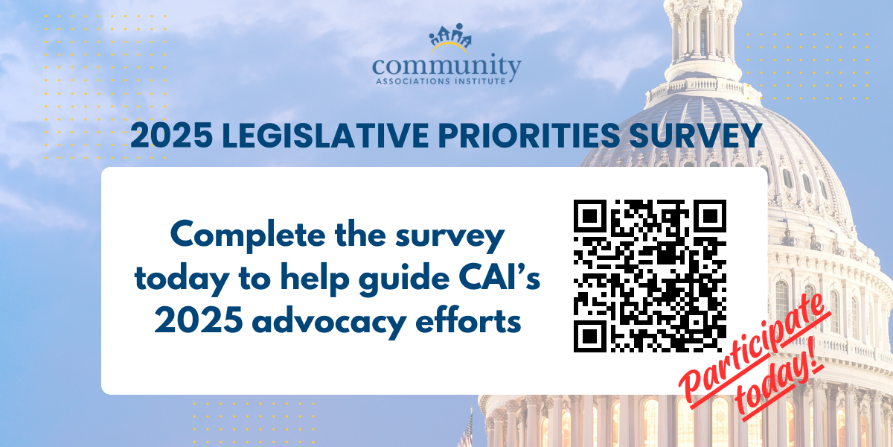 community
ASSOCIATIONS INSTITUTE
2025 LEGISLATIVE PRIORITIES SURVEY
Complete the survey
today to help guide CAI’s
2025 advocacy efforts
Participate
today!